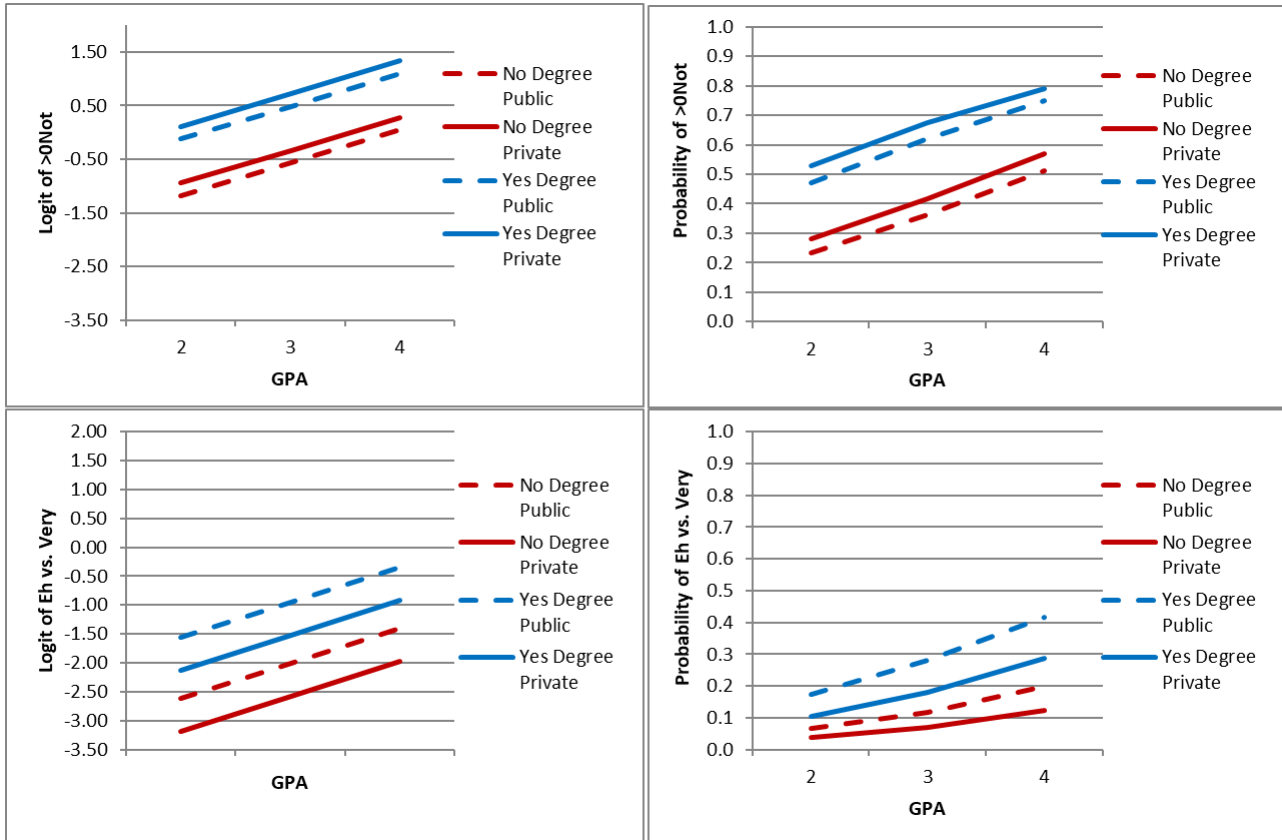 Logit of >0Not
1.50
0.50
-0.50
-1.50
-2.50
-3.50
2 3 4
GPA
No Degree
Public
No Degree
Private
Yes Degree
Public
Yes Degree
Private
Probability of >0Not
1.0
0.9
0.8
0.7
0.6
0.5
0.4
0.3
0.2
0.1
0.0
2 3 4
GPA
No Degree
Public
No Degree
Private
Yes Degree
Public
Yes Degree
Private
Logit of Eh vs. Very
2.00
1.50
1.00
0.50
0.00
-0.50
-1.00
-1.50
-2.00
-2.50
-3.00
-3.50
GPA
No Degree
Public
No Degree
Private
Yes Degree
Public
Yes Degree
Private
Probability of Eh vs. Very
1.0
0.9
0.8
0.7
0.6
0.5
0.4
0.3
0.2
0.1
0.0
2 3 4
GPA
No Degree
Public
No Degree
Private
Yes Degree
Public
Yes Degree
Private